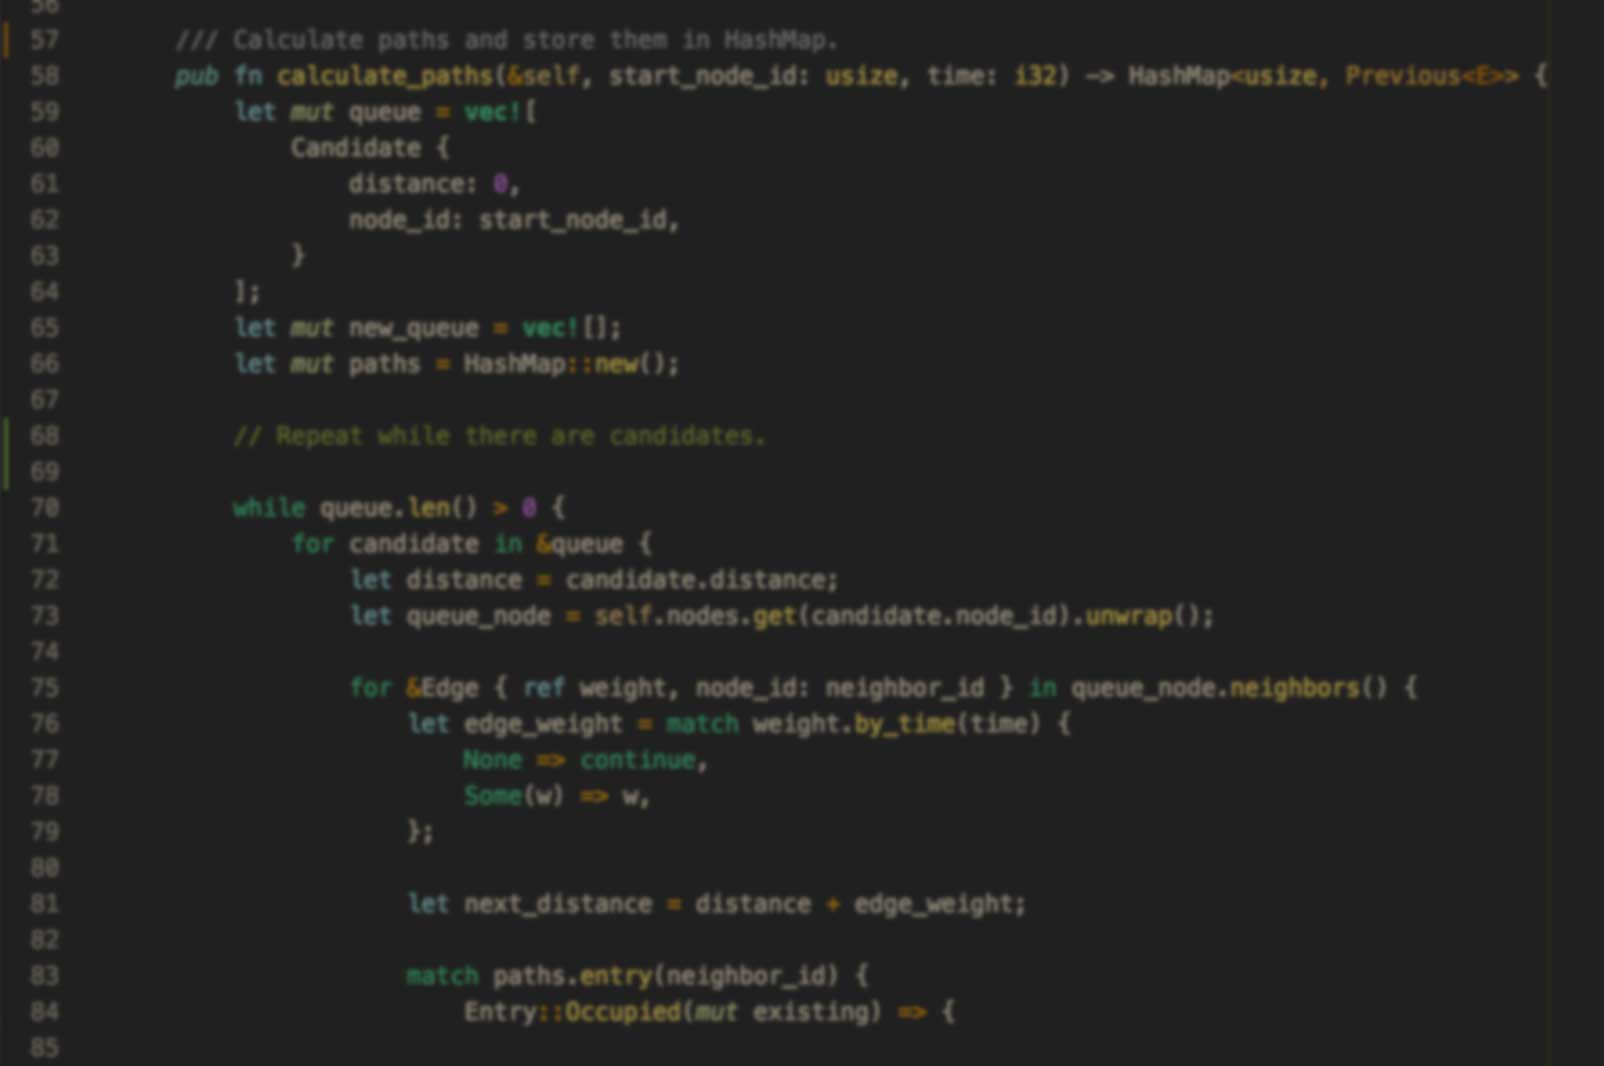 56
57 /// Calculate paths and store them in HashMap.
58 pub fn calculate_paths(&self, start_node_id: usize, time: i32) -> HashMap<usize, Previous<E>> {
59 let mut queue = vec![
60 Candidate {
61 distance: 0,
62 node_id: start_node_id,
63 }
64 ];
65 let mut new_queue = vec![];
66 let mut paths = HashMap::new();
67
68 // Repeat while there are candidates.
69
70 while queue.len() > 0 {
71 for candidate in &queue {
72 let distance = candidate.distance;
73 let queue_node = self.nodes.get(candidate.node_id).unwrap();
74
75 for &Edge { ref weight, node_id: neighbor_id } in queue_node.neighbors() {
76 let edge_weight = match weight.by_time(time) {
77 None => continue,
78 Some(w) => w,
79 };
80
81 let next_distance = distance + edge_weight;
82
83 match paths.entry(neighbor_id) {
84 Entry::Occupied(mut existing) => {
85